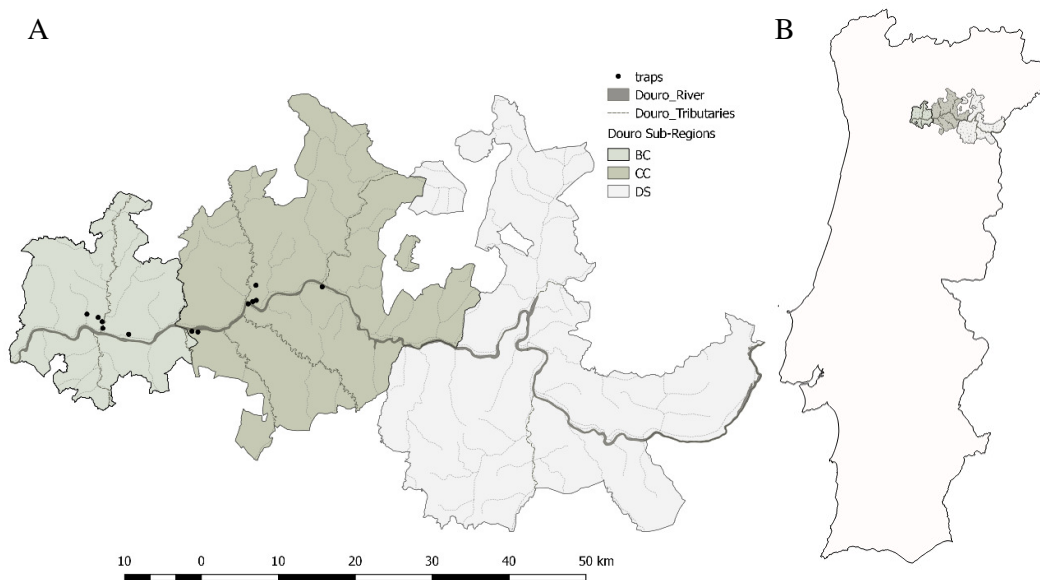 A
B
traps
Douro_River
Douro_Tributaries
Douro Sub-Regions
BC
CC
DS
10 0 10 20 30 40 50 km